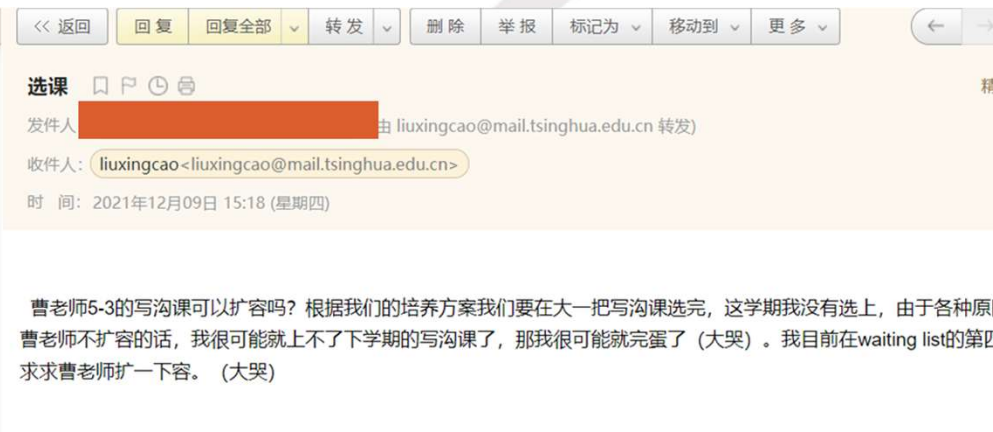 << 返回 回 复 回复全部 转 发 删 除 举 报 标记为 移动到 更 多
选课
发件人 由 liuxingcao@mail.tsinghua.edu.cn 转发)
收件人: liuxingcao<liuxingcao@mail.tsinghua.edu.cn>
时 间: 2021年12月09日 15:18 (星期四)
曹老师5-3的写沟课可以扩容吗？根据我们的培养方案我们要在大一把写沟课选完，这学期我没有选上，由于各种原
曹老师不扩容的话，我很可能就上不了下学期的写沟课了，那我很可能就完蛋了（大哭）。我目前在waiting list的第
求求曹老师扩一下容。（大哭）